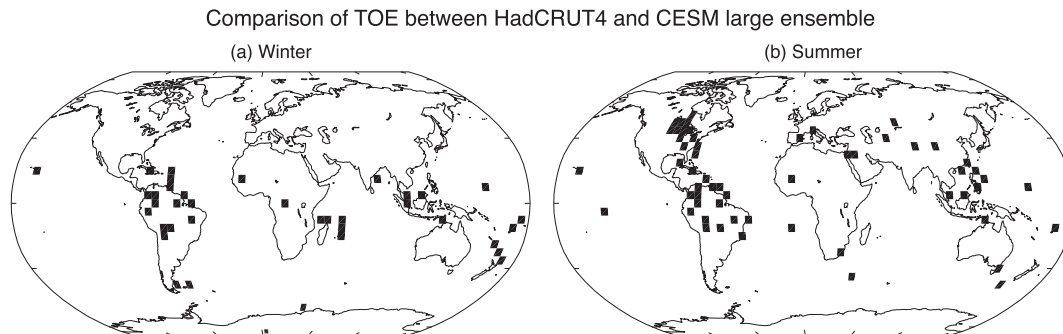 Comparison of TOE between HadCRUT4 and CESM large ensemble
(a) Winter
(b) Summer